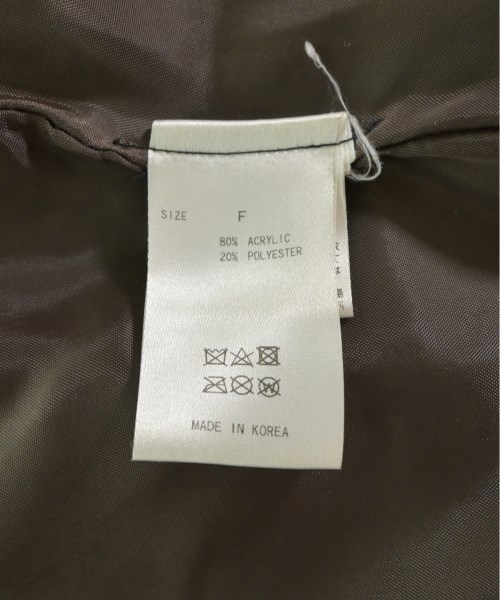 SIZE F
80% ACRYLIC
20% POLYESTER
MADE IN KOREA